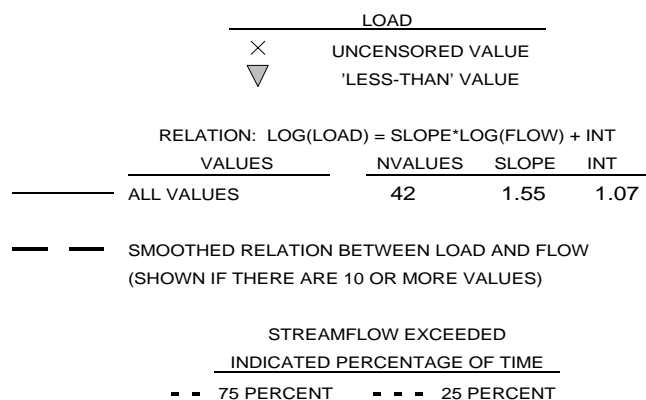 LOAD
UNCENSORED VALUE
'LESS-THAN' VALUE
RELATION: LOG(LOAD) = SLOPE*LOG(FLOW) + INT
VALUES NVALUES SLOPE INT
ALL VALUES 42 1.55 1.07
SMOOTHED RELATION BETWEEN LOAD AND FLOW
(SHOWN IF THERE ARE 10 OR MORE VALUES)
STREAMFLOW EXCEEDED
INDICATED PERCENTAGE OF TIME
75 PERCENT 25 PERCENT